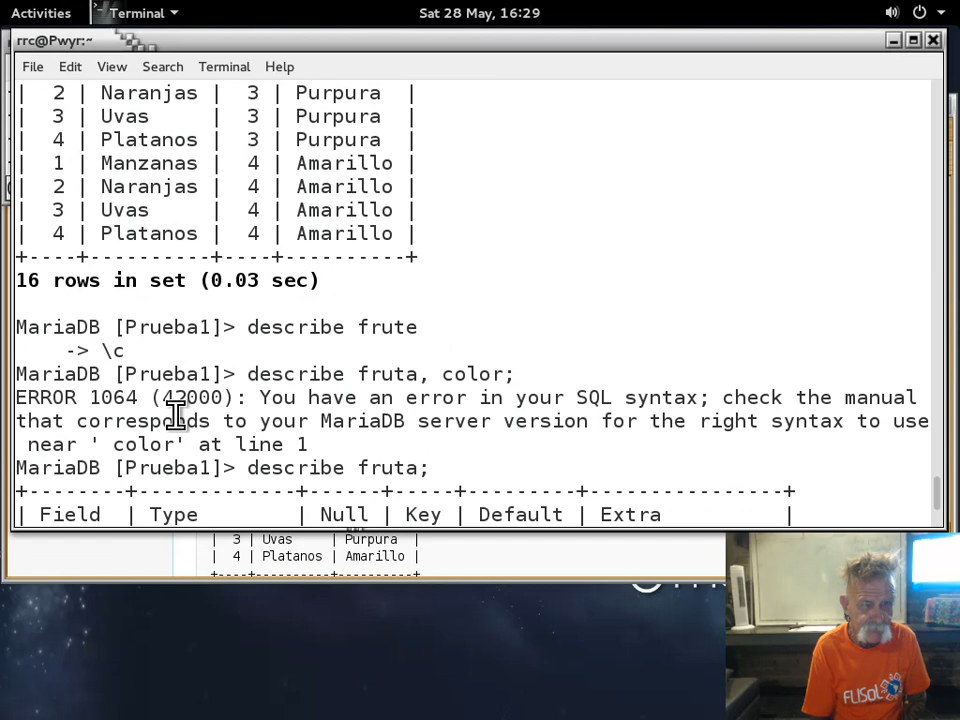 Activities Terminal Sat 28 May, 16:29
rrc@Pwyr:~
File Edit View Search Terminal Help
| 2 | Naranjas | 3 | Purpura |
| 3 | Uvas | 3 | Purpura |
| 4 | Platanos | 3 | Purpura |
| 1 | Manzanas | 4 | Amarillo |
| 2 | Naranjas | 4 | Amarillo |
| 3 | Uvas | 4 | Amarillo |
| 4 | Platanos | 4 | Amarillo |
+----+----------+----+----------+
16 rows in set (0.03 sec)
MariaDB [Prueba1]> describe frute
-> \c
MariaDB [Prueba1]> describe fruta, color;
ERROR 1064 (42000): You have an error in your SQL syntax; check the manual
that corresponds to your MariaDB server version for the right syntax to use
near ' color' at line 1
MariaDB [Prueba1]> describe fruta;
+--------+-------------+------+-----+---------+----------------+
| Field | Type | Null | Key | Default | Extra |
| 3 | Uvas | Purpura |
| 4 | Platanos | Amarillo |
+----+----------+----------+
FLISoL